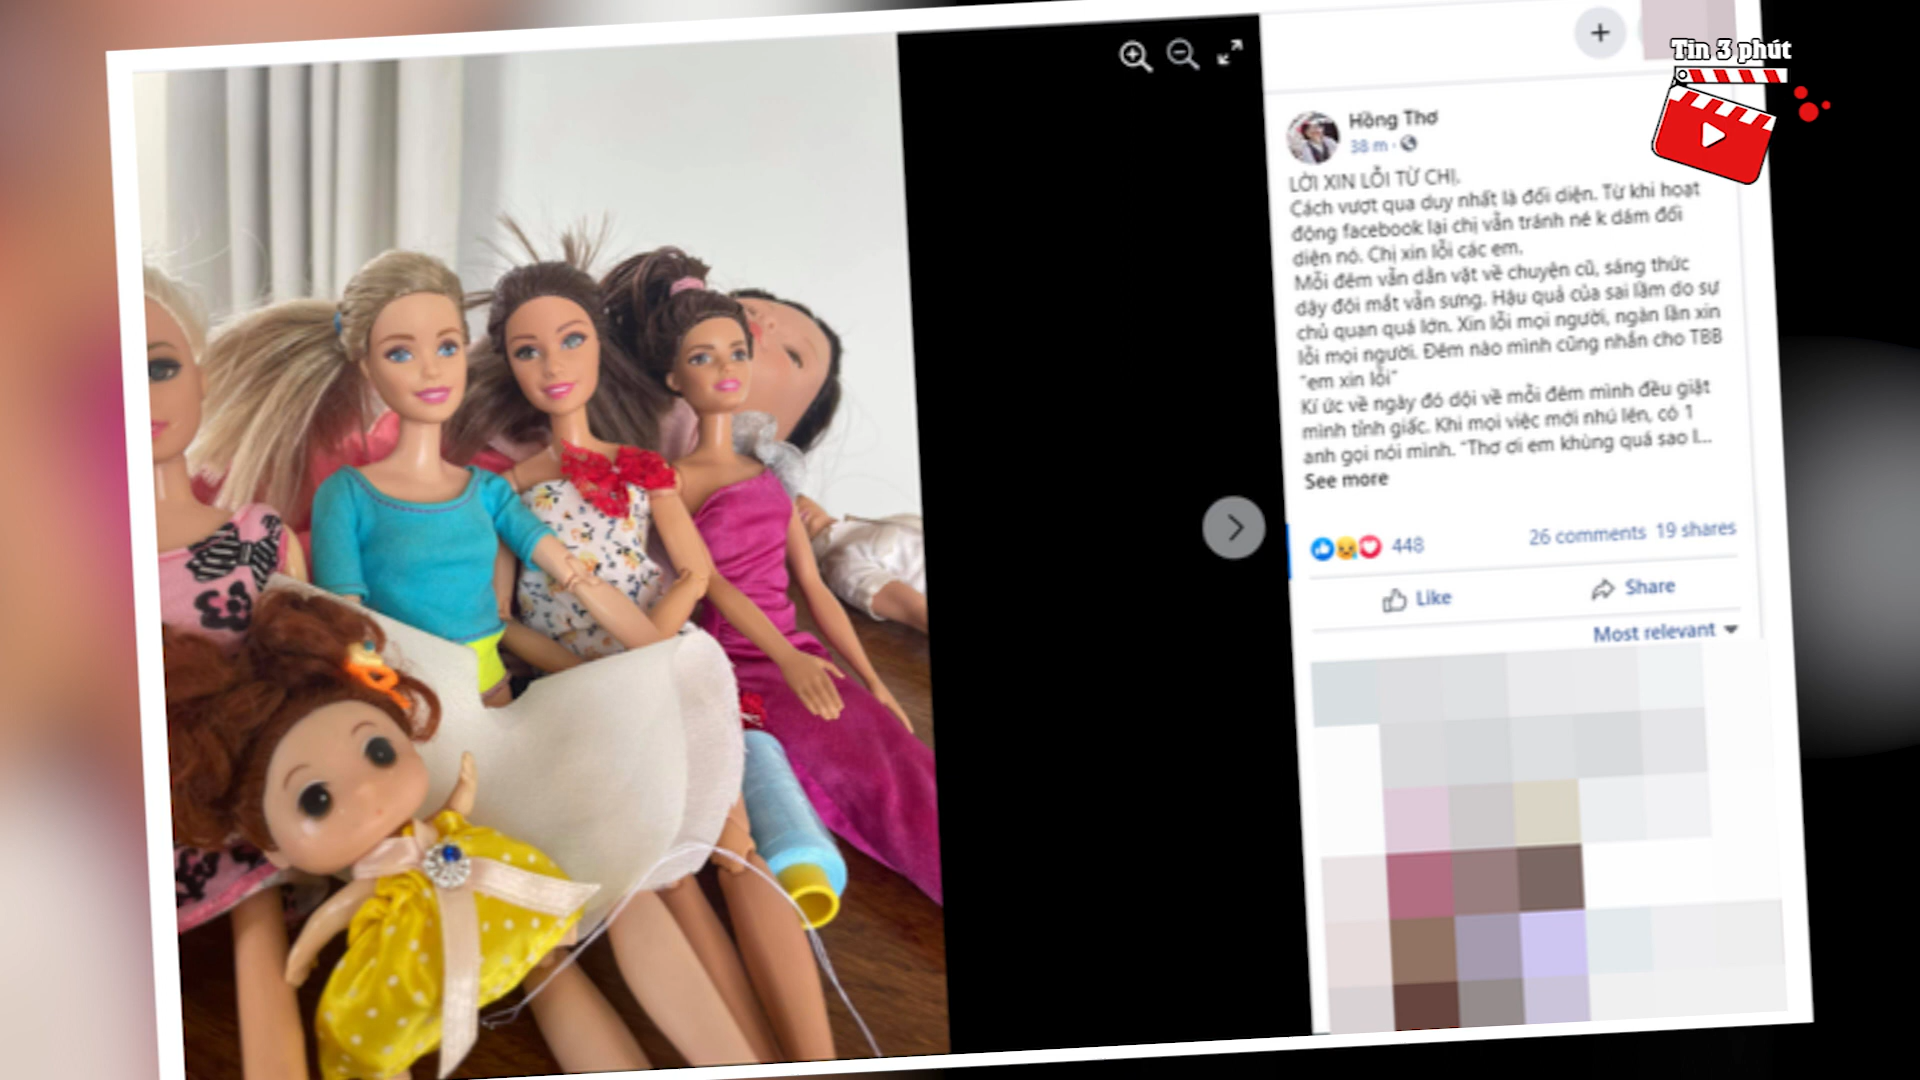 Tin 3 phút
Hồng Thơ
38 m
LỜI XIN LỖI TỪ CHỊ.
Cách vượt qua duy nhất là đối diện. Từ khi hoạt
động facebook lại chị vẫn tránh né k dám đối
diện nó. Chị xin lỗi các em.
Mỗi đêm vẫn dằn vặt về chuyện cũ, sáng thức
dậy đôi mắt vẫn sưng. Hậu quả của sai lầm do sự
chủ quan quá lớn. Xin lỗi mọi người, ngàn lần xin
lỗi mọi người. Đêm nào mình cũng nhắn cho TBB
"em xin lỗi"
Kí ức về ngày đó dội về mỗi đêm mình đều giật
mình tỉnh giấc. Khi mọi việc mới nhú lên, có 1
anh gọi nói mình. "Thơ ơi em khùng quá sao l...
See more
448
26 comments 19 shares
Like
Share
Most relevant